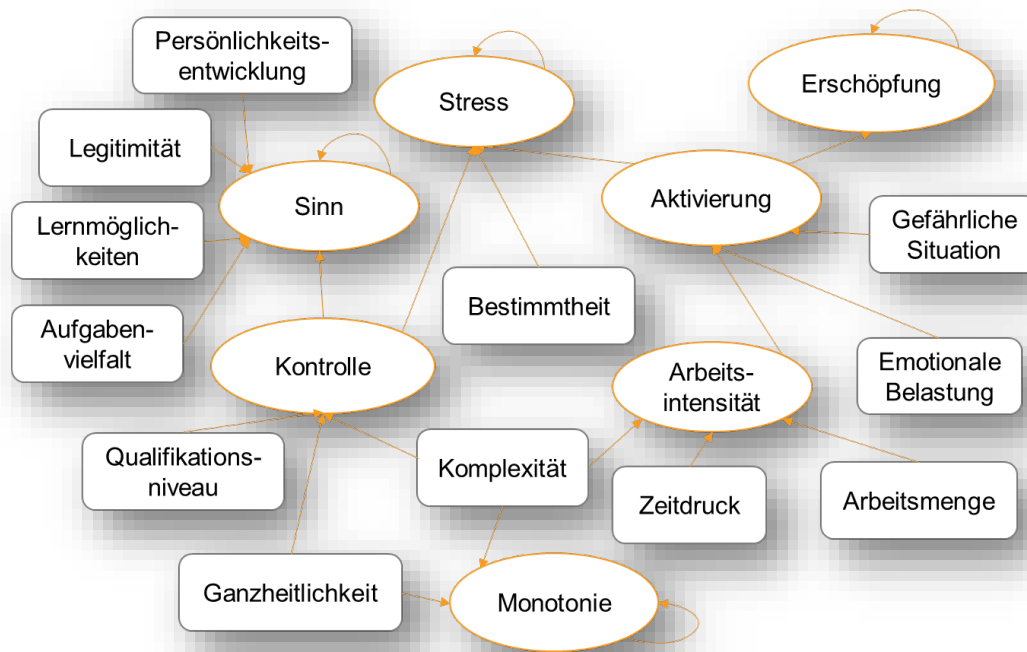 Persönlichkeits-
entwicklung
Stress
Erschöpfung
Legitimität
Sinn
Aktivierung
Lernmöglich-
keiten
Gefährliche
Situation
Bestimmtheit
Aufgaben-
vielfalt
Kontrolle
Arbeits-
intensität
Emotionale
Belastung
Qualifikations-
niveau
Komplexität
Zeitdruck
Arbeitsmenge
Ganzheitlichkeit
Monotonie